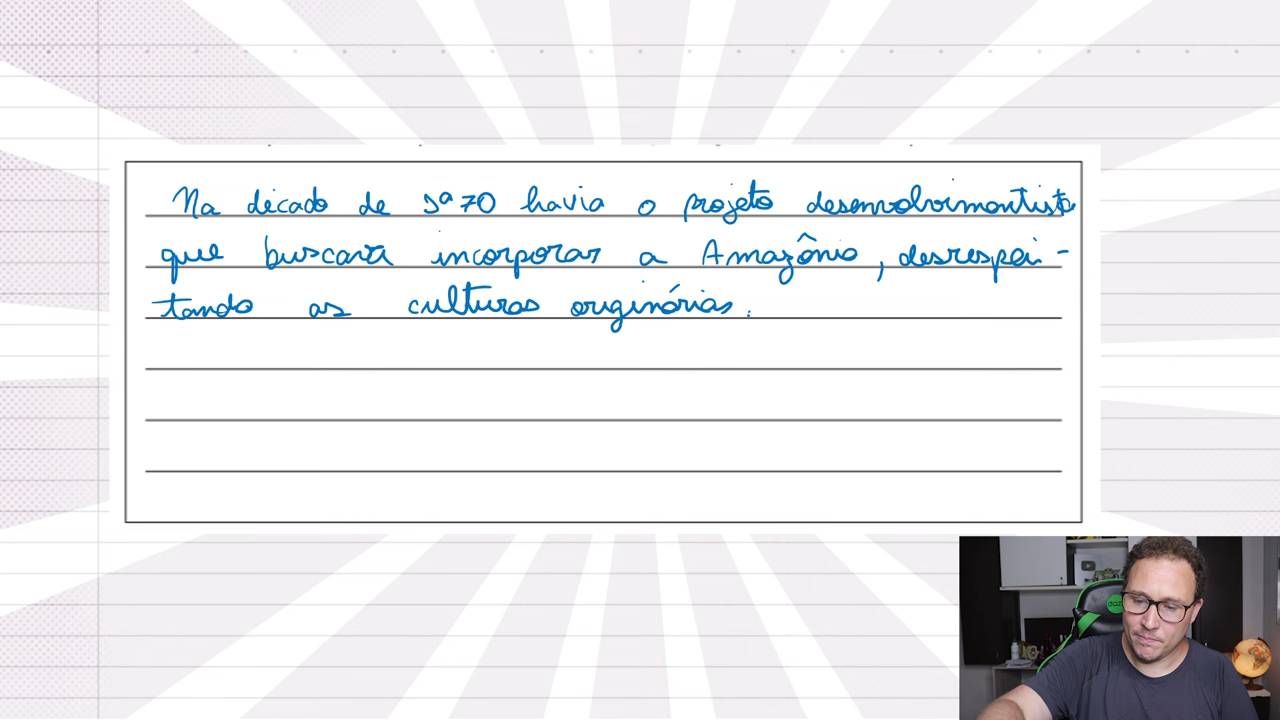 Na década de 1970 havia o projeto desenvolvimentista
que buscava incorporar a Amazônia, desrespei-
tando as culturas originárias.